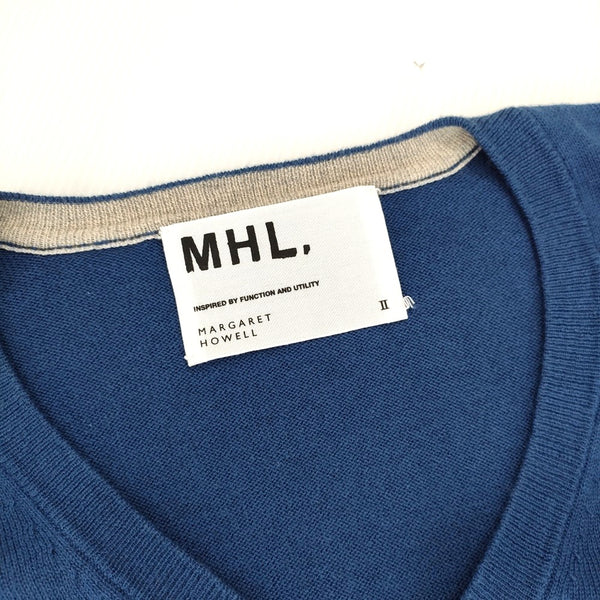 MHL,
INSPIRED BY FUNCTION AND UTILITY
MARGARET
HOWELL
II